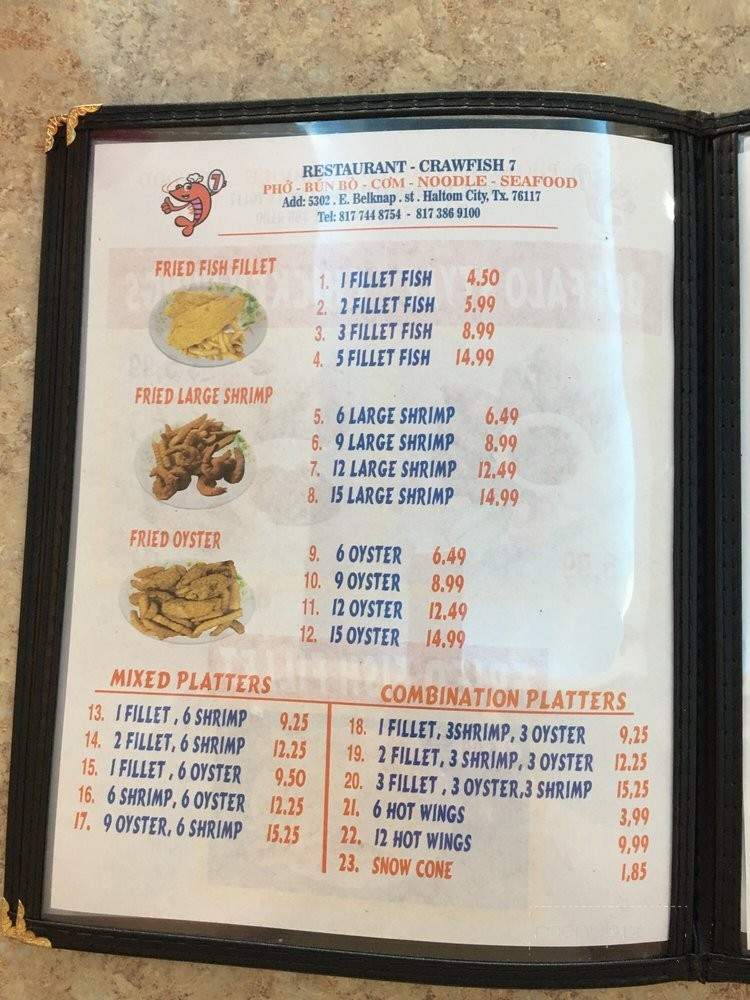 7
RESTAURANT - CRAWFISH 7
PHỞ - BÚN BÒ - CƠM - NOODLE - SEAFOOD
Add: 5302 . E. Belknap . st . Haltom City, Tx. 76117
Tel: 817 744 8754 - 817 386 9100
FRIED FISH FILLET
1. 1 FILLET FISH 4.50
2. 2 FILLET FISH 5.99
3. 3 FILLET FISH 8.99
4. 5 FILLET FISH 14.99
FRIED LARGE SHRIMP
5. 6 LARGE SHRIMP 6.49
6. 9 LARGE SHRIMP 8.99
7. 12 LARGE SHRIMP 12.49
8. 15 LARGE SHRIMP 14.99
FRIED OYSTER
9. 6 OYSTER 6.49
10. 9 OYSTER 8.99
11. 12 OYSTER 12.49
12. 15 OYSTER 14.99
MIXED PLATTERS
13. 1 FILLET , 6 SHRIMP 9.25
14. 2 FILLET, 6 SHRIMP 12.25
15. 1 FILLET , 6 OYSTER 9.50
16. 6 SHRIMP, 6 OYSTER 12.25
17. 9 OYSTER, 6 SHRIMP 15.25
COMBINATION PLATTERS
18. 1 FILLET, 3SHRIMP, 3 OYSTER 9,25
19. 2 FILLET, 3 SHRIMP, 3 OYSTER 12.25
20. 3 FILLET , 3 OYSTER,3 SHRIMP 15,25
21. 6 HOT WINGS 3,99
22. 12 HOT WINGS 9,99
23. SNOW CONE 1,85